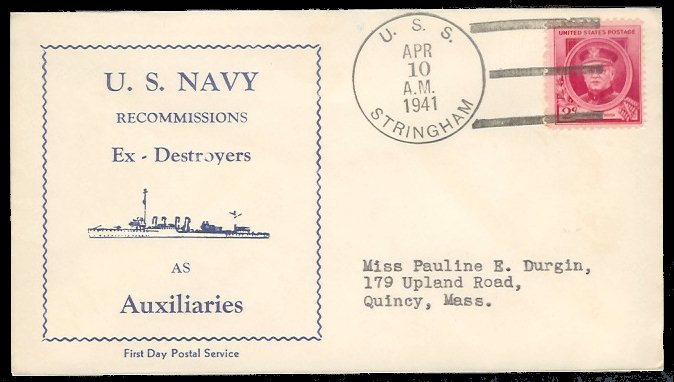 U. S. NAVY
RECOMMISSIONS
Ex - Destroyers
AS
Auxiliaries
First Day Postal Service
U. S. S.
APR
10
A.M.
1941
STRINGHAM
UNITED STATES POSTAGE
2¢
Miss Pauline E. Durgin,
179 Upland Road,
Quincy, Mass.